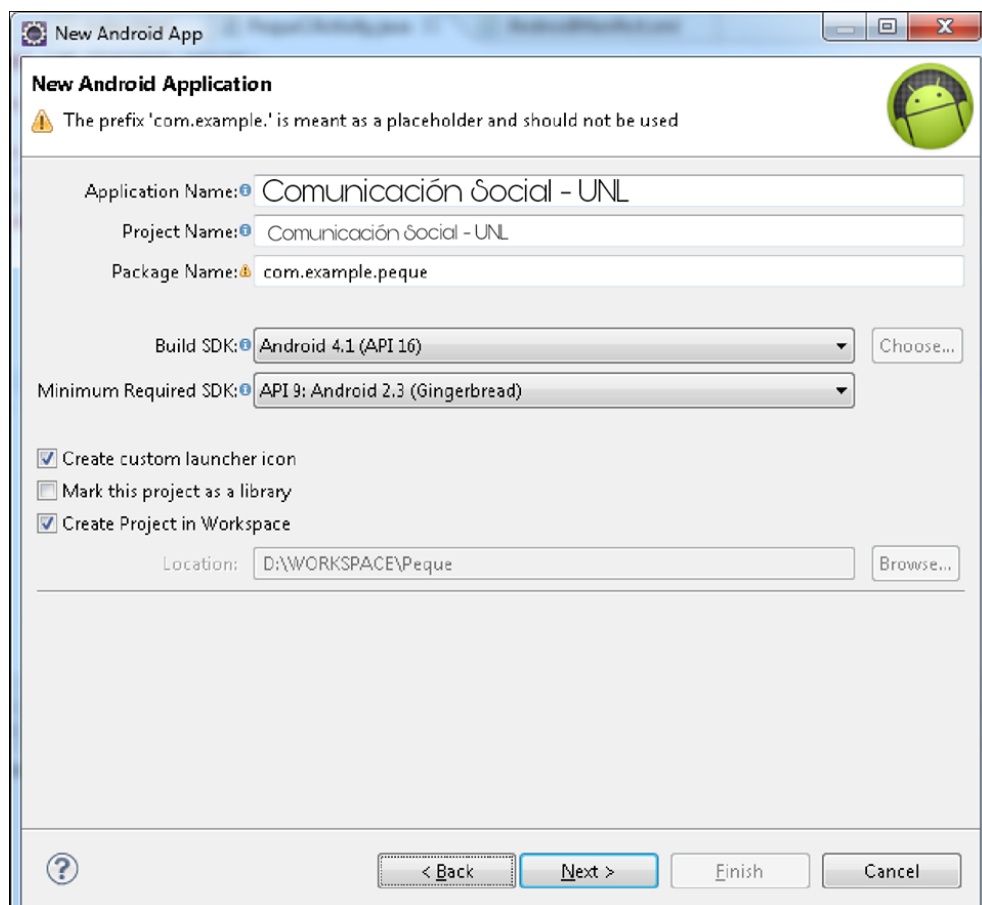 New Android App
New Android Application
The prefix 'com.example.' is meant as a placeholder and should not be used
Application Name: Comunicación Social - UNL
Project Name: Comunicación Social - UNL
Package Name: com.example.peque
Build SDK: Android 4.1 (API 16) Choose...
Minimum Required SDK: API 9: Android 2.3 (Gingerbread)
Create custom launcher icon
Mark this project as a library
Create Project in Workspace
Location: D:\WORKSPACE\Peque Browse...
? < Back Next > Finish Cancel